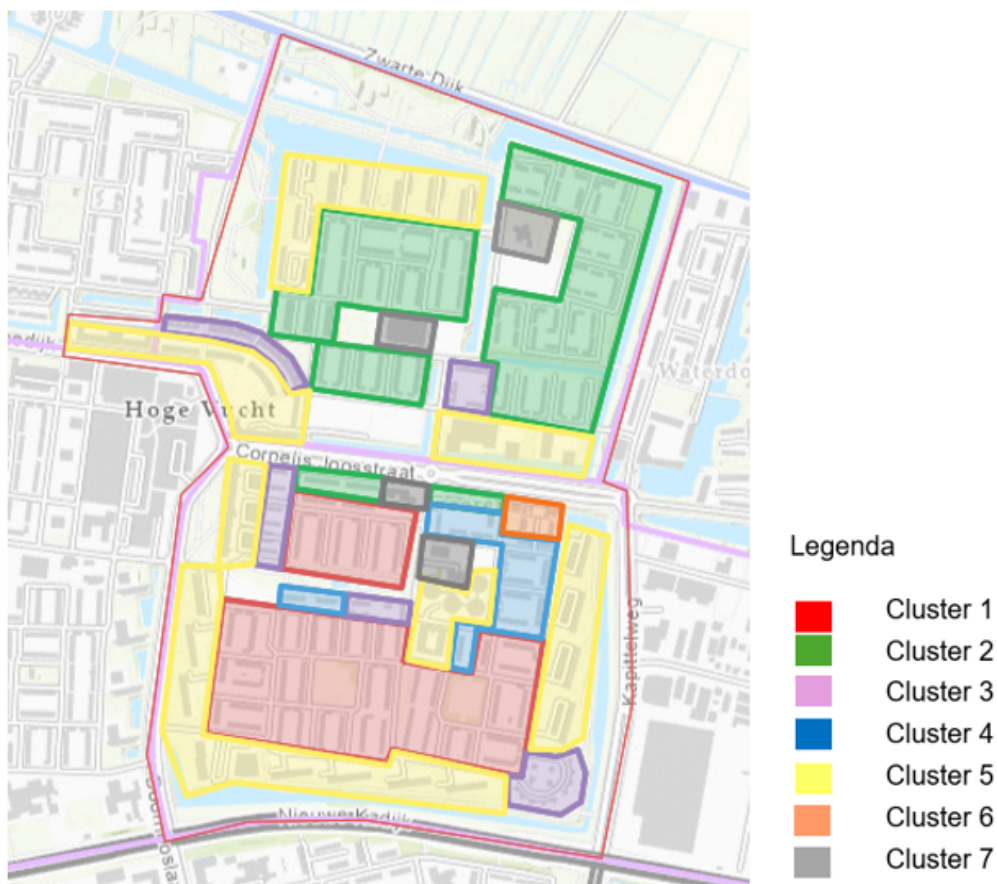 Zwarte Dijk
Waterdo
Hoge Vucht
Cornelis Joosstraat
Kapittelweg
Nieuwe Kadijk
Legenda
Cluster 1
Cluster 2
Cluster 3
Cluster 4
Cluster 5
Cluster 6
Cluster 7